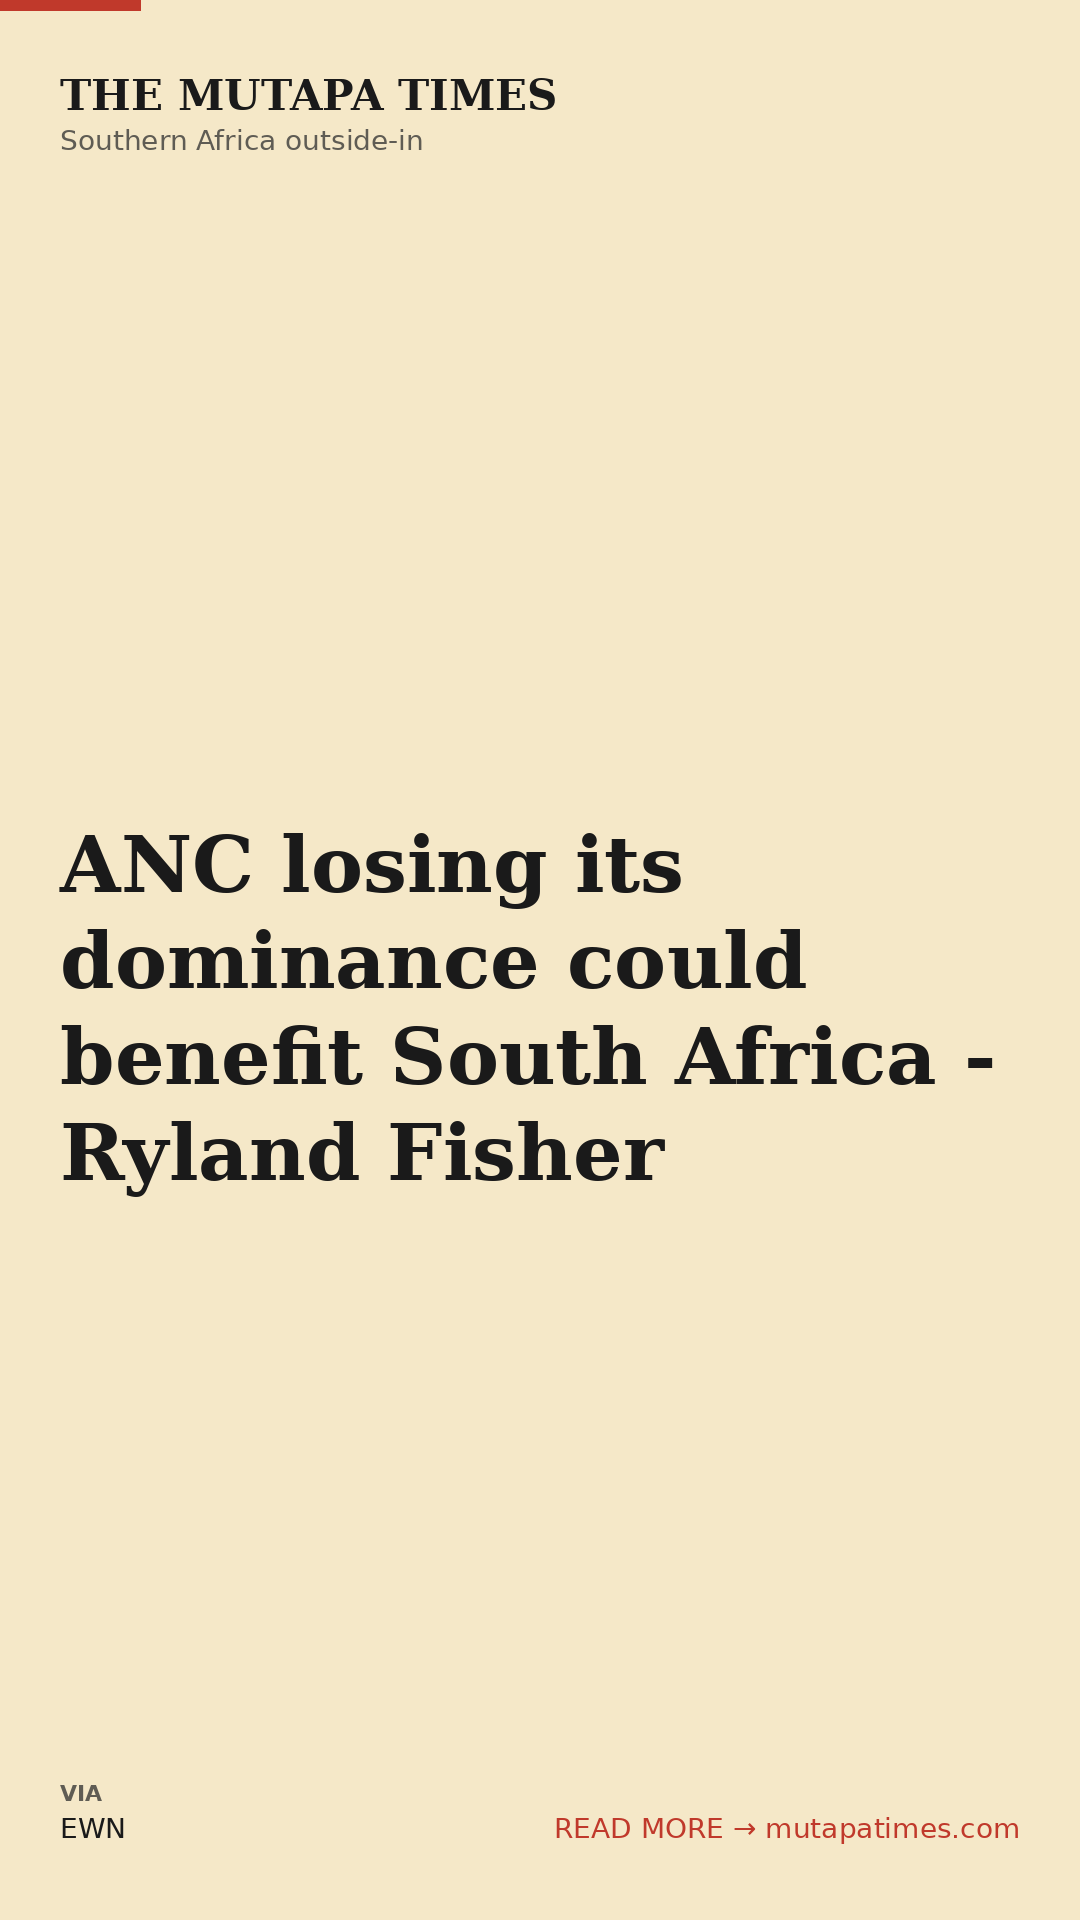 THE MUTAPA TIMES
Southern Africa outside-in
ANC losing its
dominance could
benefit South Africa -
Ryland Fisher
VIA
EWN
READ MORE → mutapatimes.com